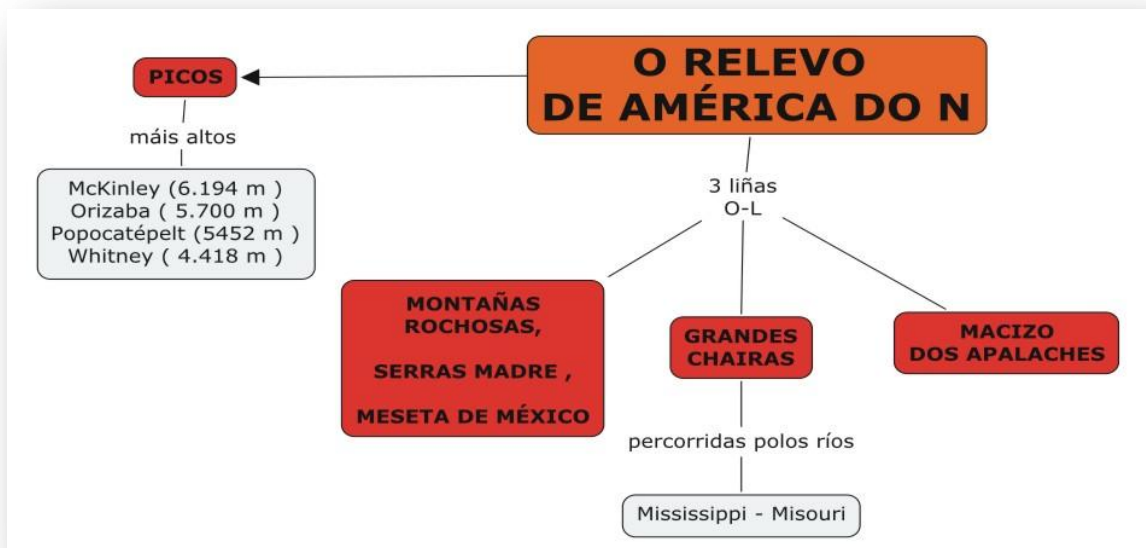 O RELEVO
DE AMÉRICA DO N
PICOS
máis altos
McKinley (6.194 m )
Orizaba ( 5.700 m )
Popocatépelt (5452 m )
Whitney ( 4.418 m )
3 liñas
O-L
MONTAÑAS
ROCHOSAS,
SERRAS MADRE ,
MESETA DE MÉXICO
GRANDES
CHAIRAS
percorridas polos ríos
Mississippi - Misouri
MACIZO
DOS APALACHES